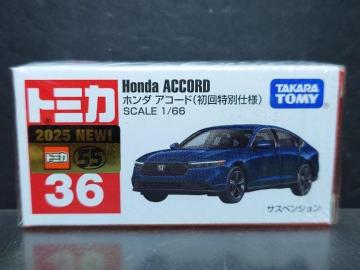 トミカ
Honda ACCORD
ホンダ アコード(初回特別仕様)
SCALE 1/66
TAKARA
TOMY
2025 NEW!
トミカ 55
36
サスペンション